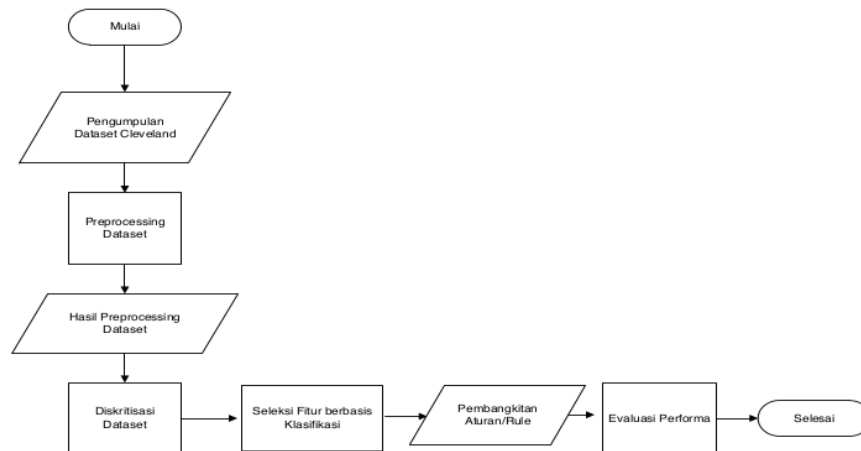 Mulai
Pengumpulan
Dataset Cleveland
Preprocessing
Dataset
Hasil Preprocessing
Dataset
Diskritisasi
Dataset
Seleksi Fitur berbasis
Klasifikasi
Pembangkitan
Aturan/Rule
Evaluasi Performa
Selesai